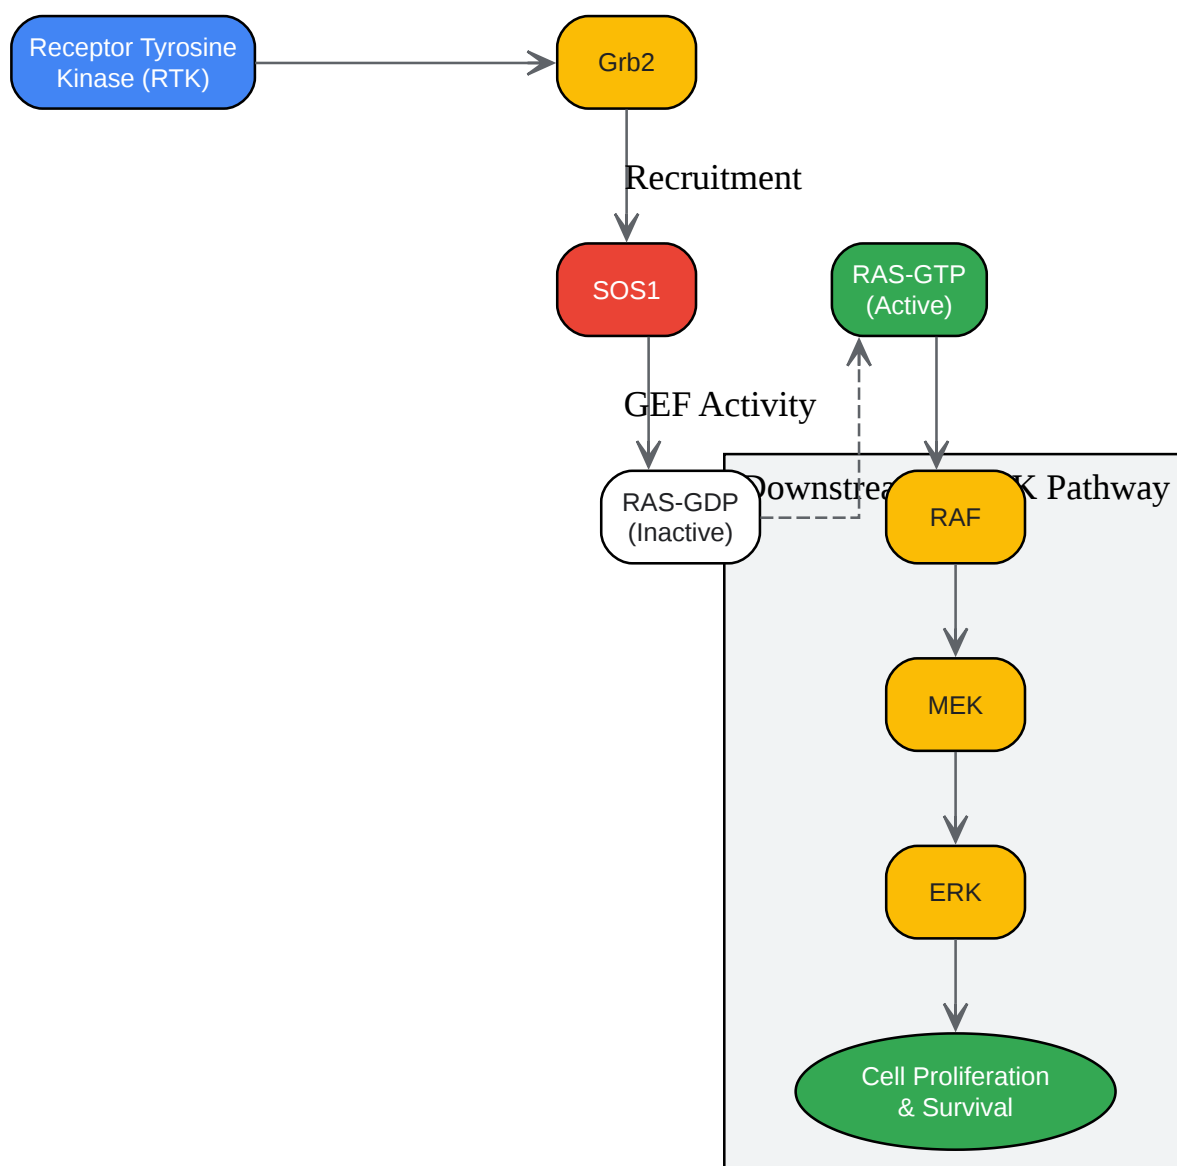 Receptor Tyrosine
Kinase (RTK)
Grb2
Recruitment
SOS1
RAS-GTP
(Active)
GEF Activity
RAS-GDP
(Inactive)
Pathway
RAF
MEK
ERK
Cell Proliferation
& Survival